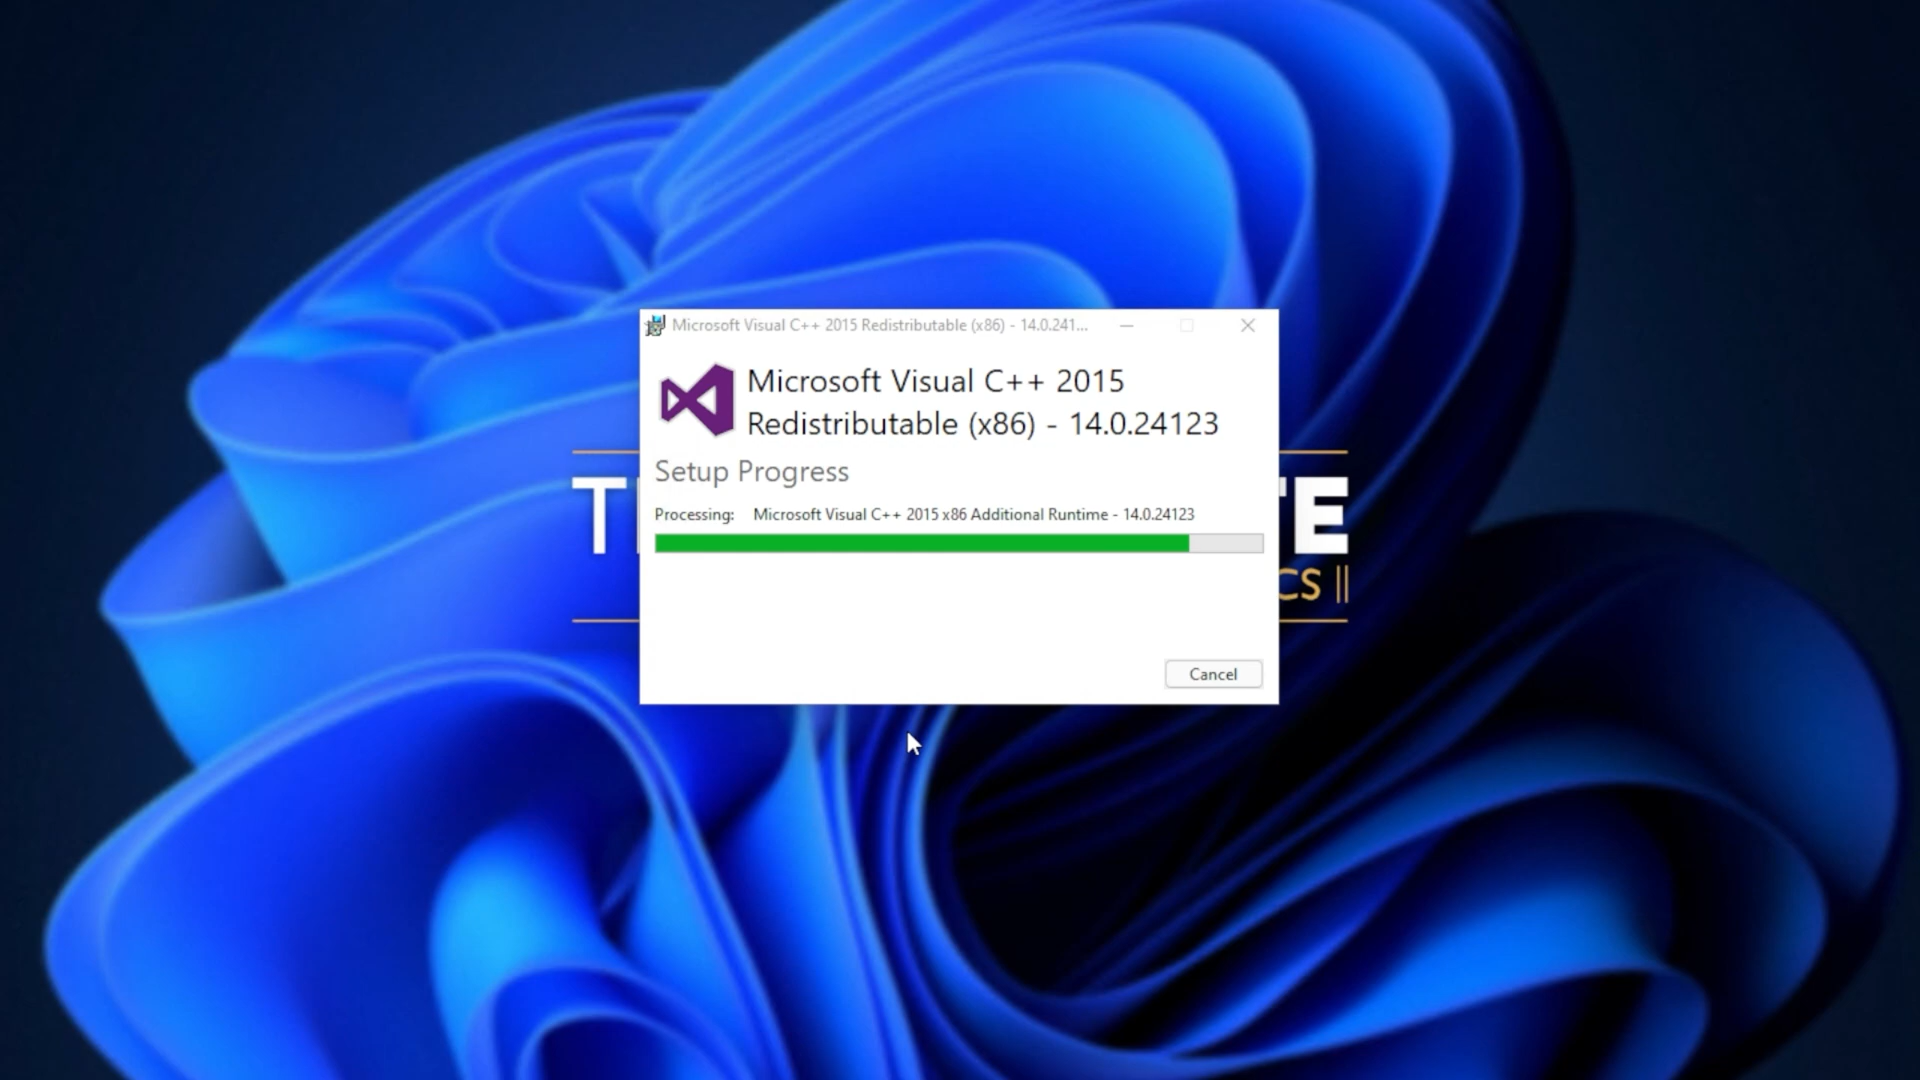 Microsoft Visual C++ 2015 Redistributable (x86) - 14.0.241...
Microsoft Visual C++ 2015
Redistributable (x86) - 14.0.24123
Setup Progress
Processing: Microsoft Visual C++ 2015 x86 Additional Runtime - 14.0.24123
Cancel